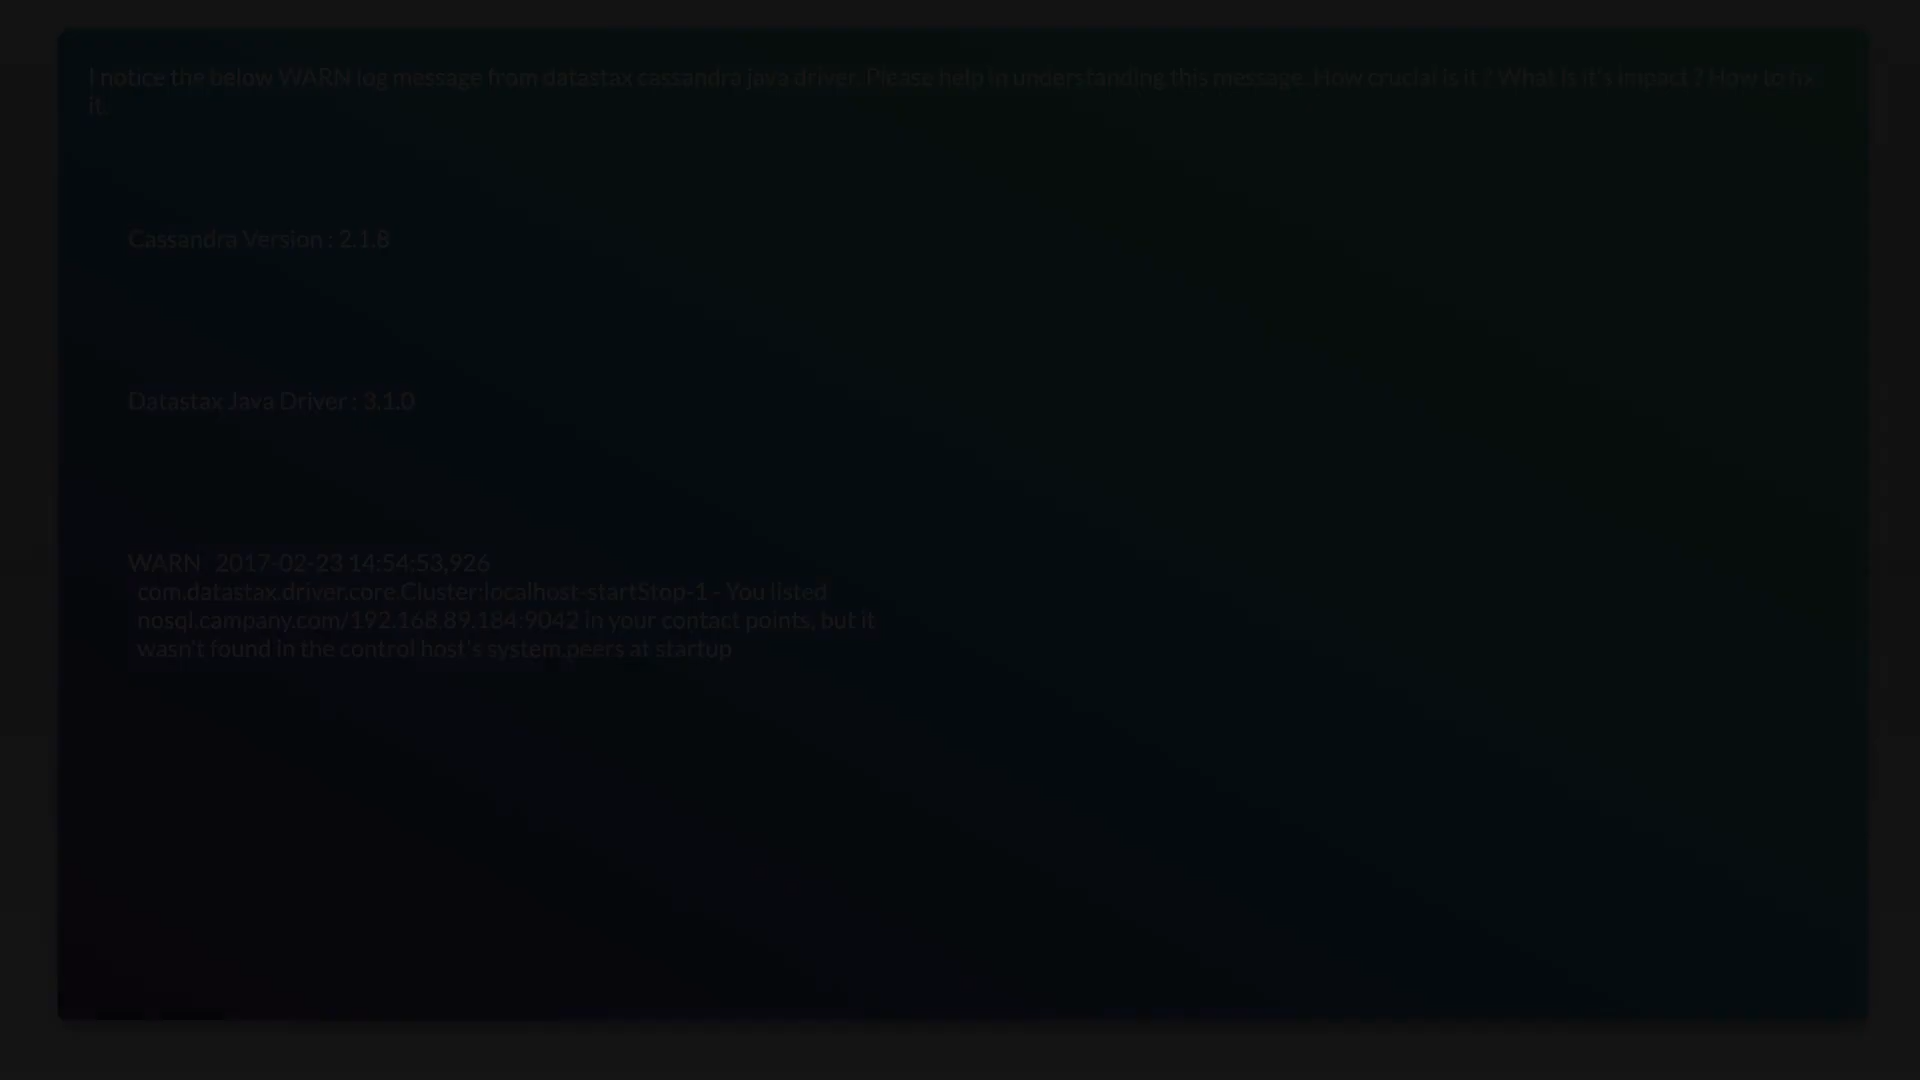 I notice the below WARN log message from datastax cassandra java driver. Please help in understanding this message. How crucial is it ? What is it's impact ? How to fix
it.
Cassandra Version : 2.1.8
Datastax Java Driver : 3.1.0
WARN 2017-02-23 14:54:53,926
com.datastax.driver.core.Cluster:localhost-startStop-1 - You listed
nosql.campany.com/192.168.89.184:9042 in your contact points, but it
wasn't found in the control host's system.peers at startup